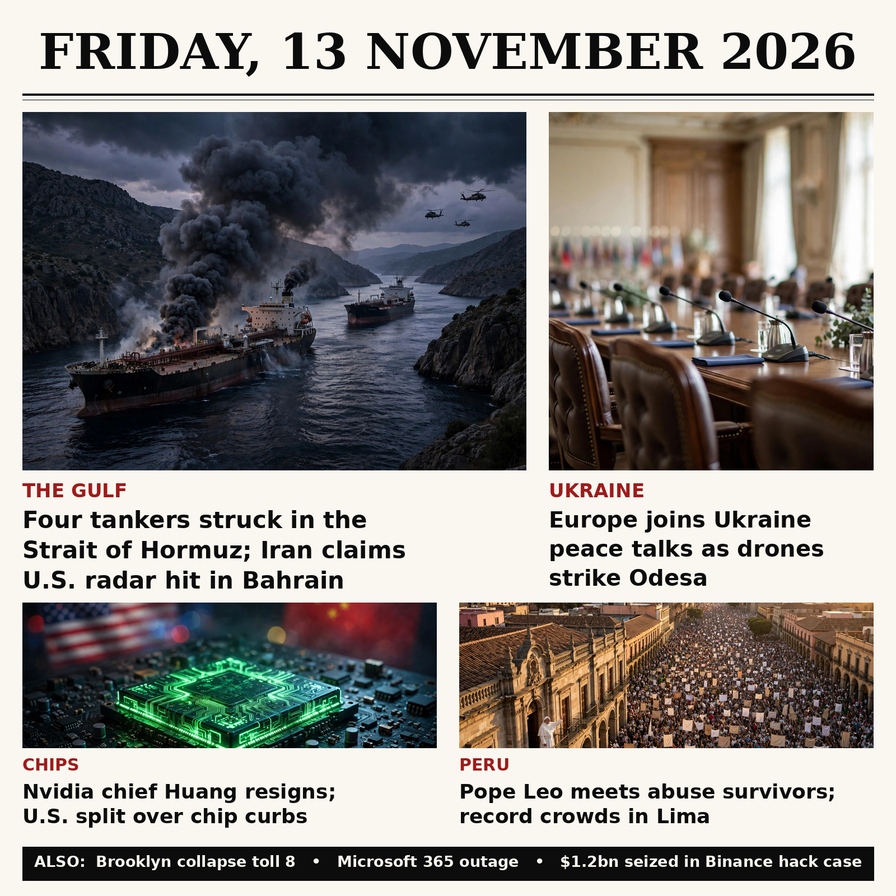 FRIDAY, 13 NOVEMBER 2026
THE GULF
Four tankers struck in the
Strait of Hormuz; Iran claims
U.S. radar hit in Bahrain
UKRAINE
Europe joins Ukraine
peace talks as drones
strike Odesa
CHIPS
Nvidia chief Huang resigns;
U.S. split over chip curbs
PERU
Pope Leo meets abuse survivors;
record crowds in Lima
ALSO: Brooklyn collapse toll 8 • Microsoft 365 outage • $1.2bn seized in Binance hack case